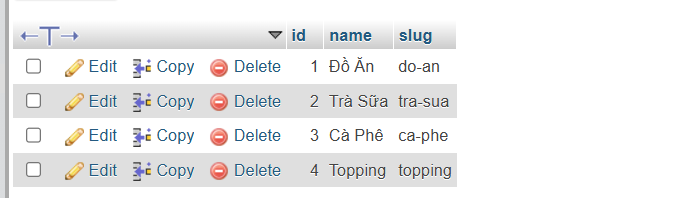 ←T→ id name slug
Edit Copy Delete 1 Đồ Ăn do-an
Edit Copy Delete 2 Trà Sữa tra-sua
Edit Copy Delete 3 Cà Phê ca-phe
Edit Copy Delete 4 Topping topping